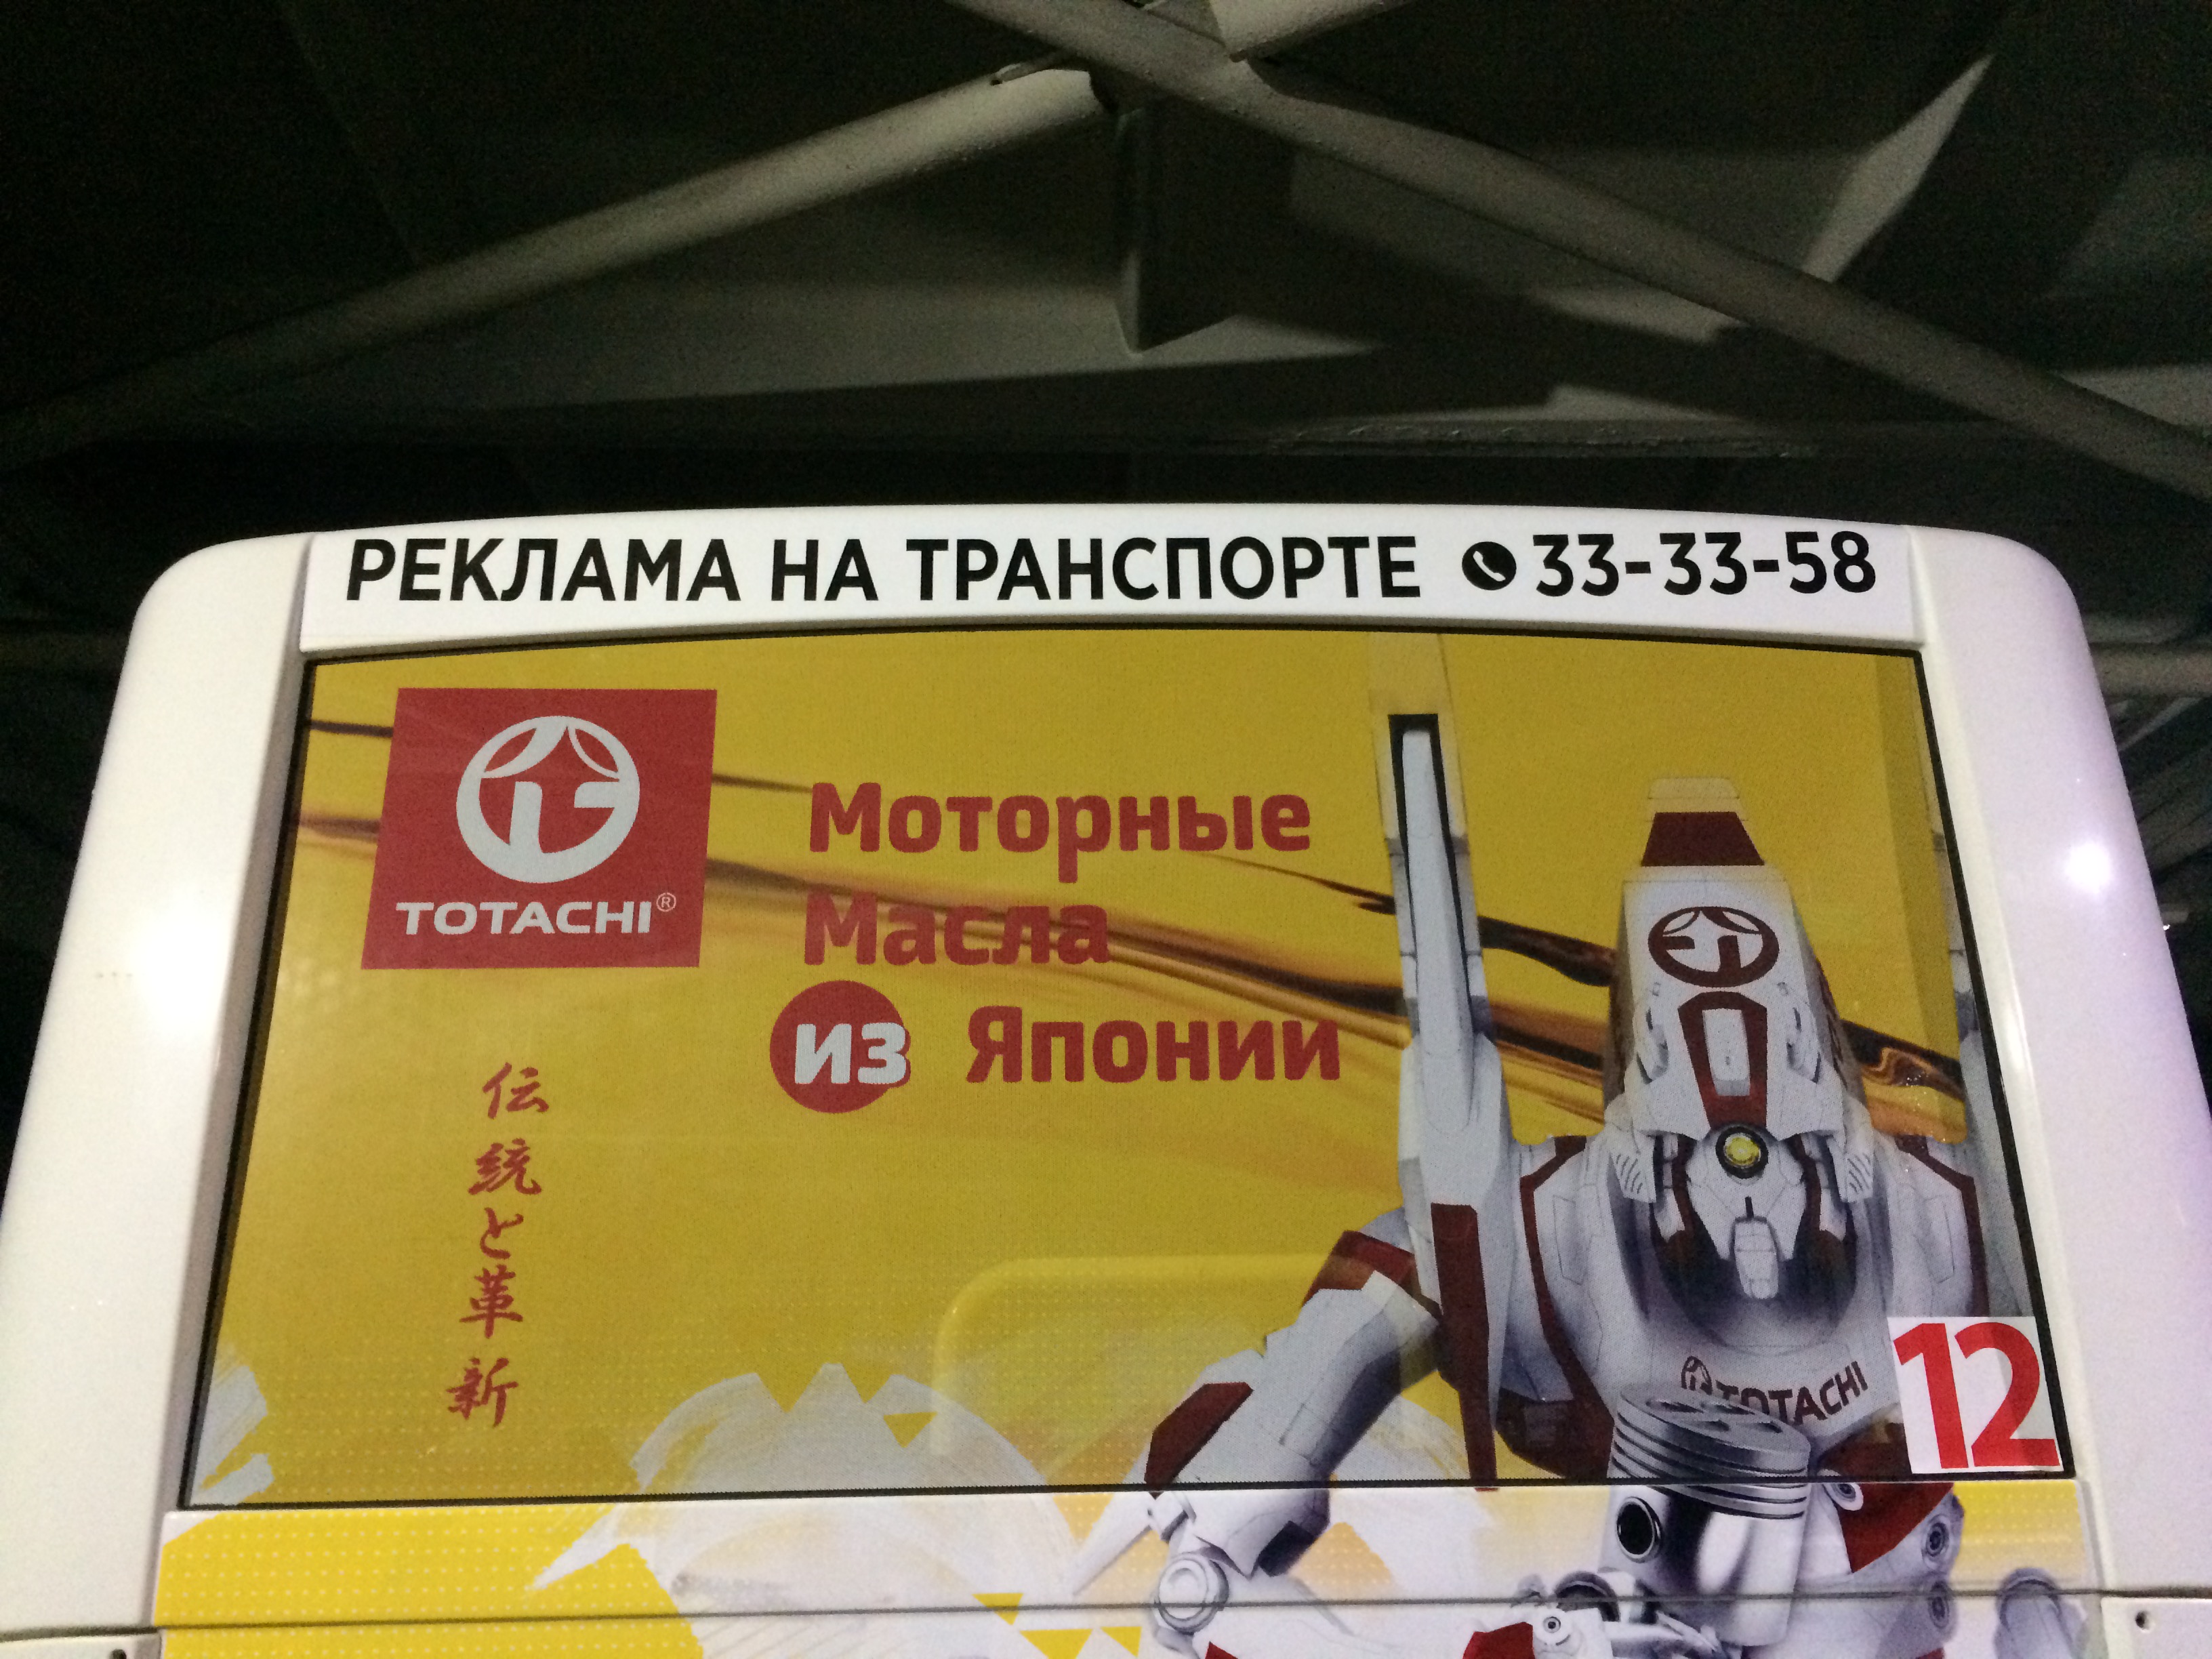 РЕКЛАМА НА ТРАНСПОРТЕ 33-33-58
TOTACHI®
Моторные
Масла
из Японии
伝統と革新
TOTACHI
12